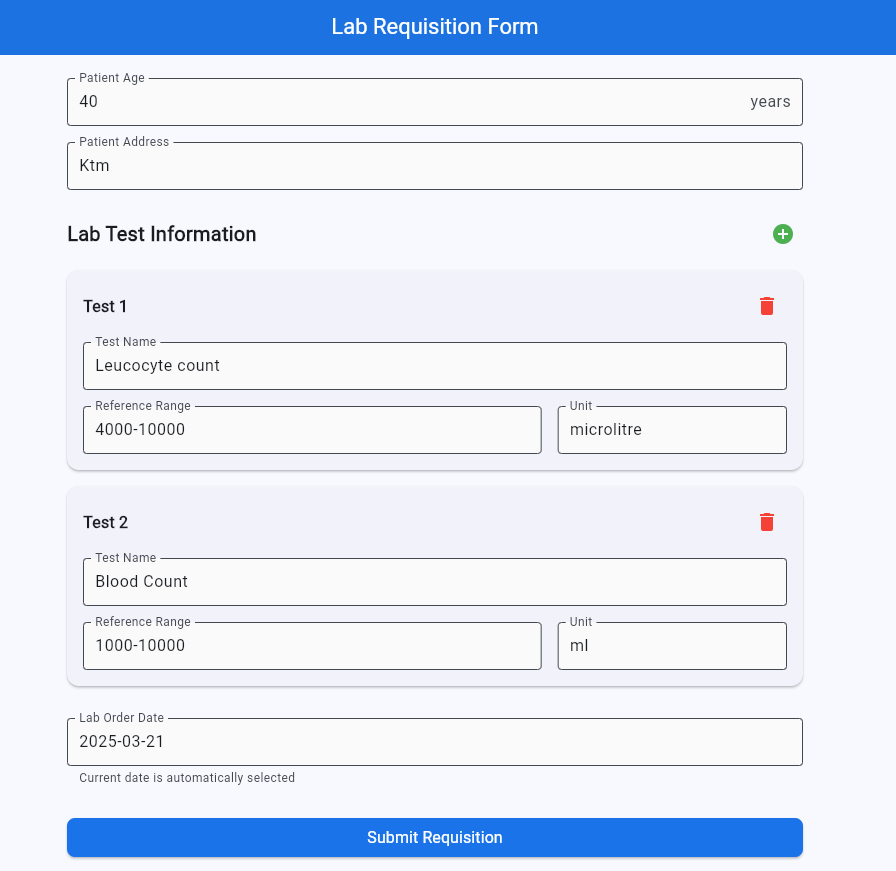 Lab Requisition Form
Patient Age
40 years
Patient Address
Ktm
Lab Test Information
Test 1
Test Name
Leucocyte count
Reference Range Unit
4000-10000 microlitre
Test 2
Test Name
Blood Count
Reference Range Unit
1000-10000 ml
Lab Order Date
2025-03-21
Current date is automatically selected
Submit Requisition